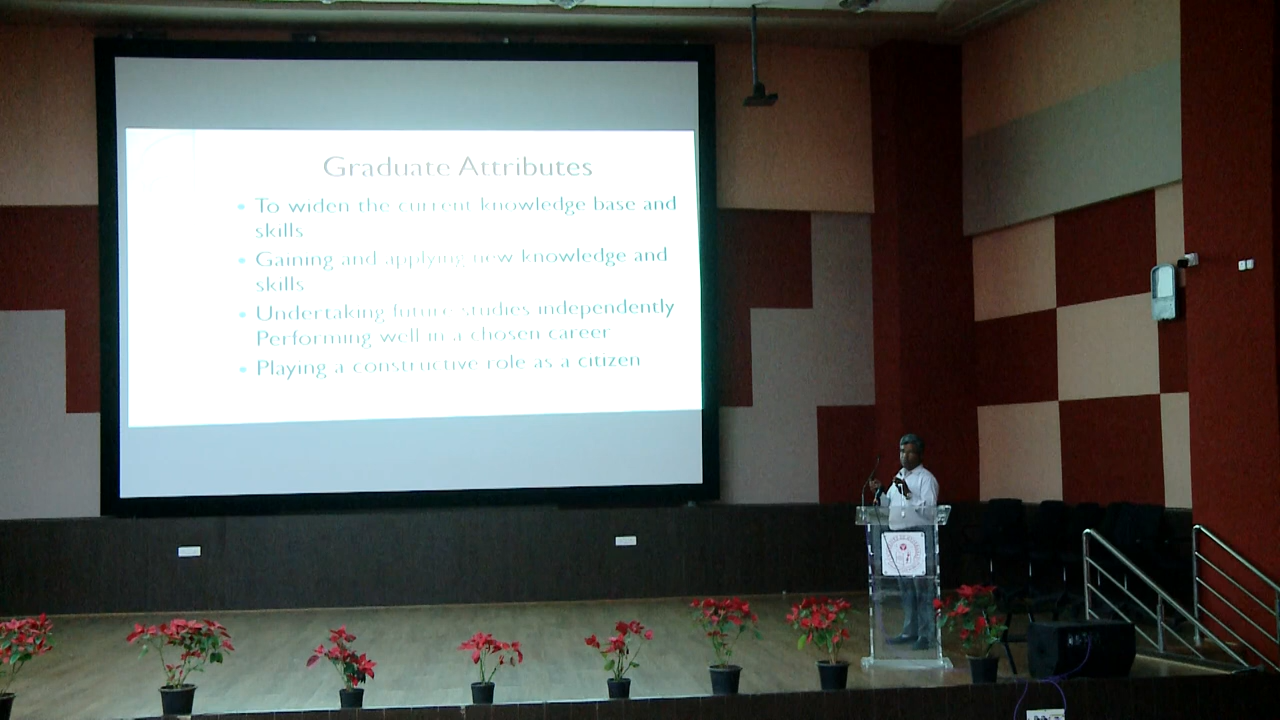 Graduate Attributes
• To widen the current knowledge base and
skills
• Gaining and applying new knowledge and
skills
• Undertaking future studies independently
Performing well in a chosen career
• Playing a constructive role as a citizen